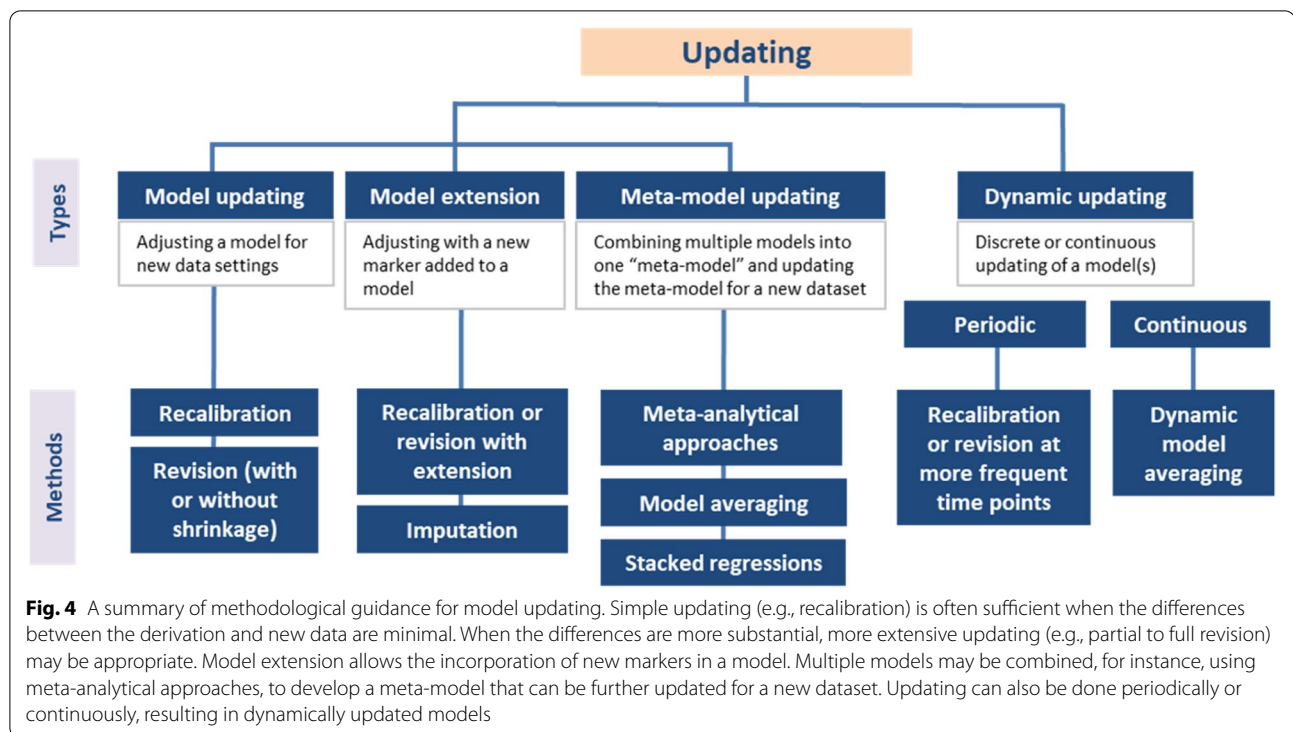 Updating
Types
Model updating
Adjusting a model for
new data settings
Model extension
Adjusting with a new
marker added to a
model
Meta-model updating
Combining multiple models into
one “meta-model” and updating
the meta-model for a new dataset
Dynamic updating
Discrete or continuous
updating of a model(s)
Periodic
Continuous
Methods
Recalibration
Revision (with
or without
shrinkage)
Recalibration or
revision with
extension
Imputation
Meta-analytical
approaches
Model averaging
Stacked regressions
Recalibration
or revision at
more frequent
time points
Dynamic
model
averaging
Fig. 4 A summary of methodological guidance for model updating. Simple updating (e.g., recalibration) is often sufficient when the differences
between the derivation and new data are minimal. When the differences are more substantial, more extensive updating (e.g., partial to full revision)
may be appropriate. Model extension allows the incorporation of new markers in a model. Multiple models may be combined, for instance, using
meta-analytical approaches, to develop a meta-model that can be further updated for a new dataset. Updating can also be done periodically or
continuously, resulting in dynamically updated models